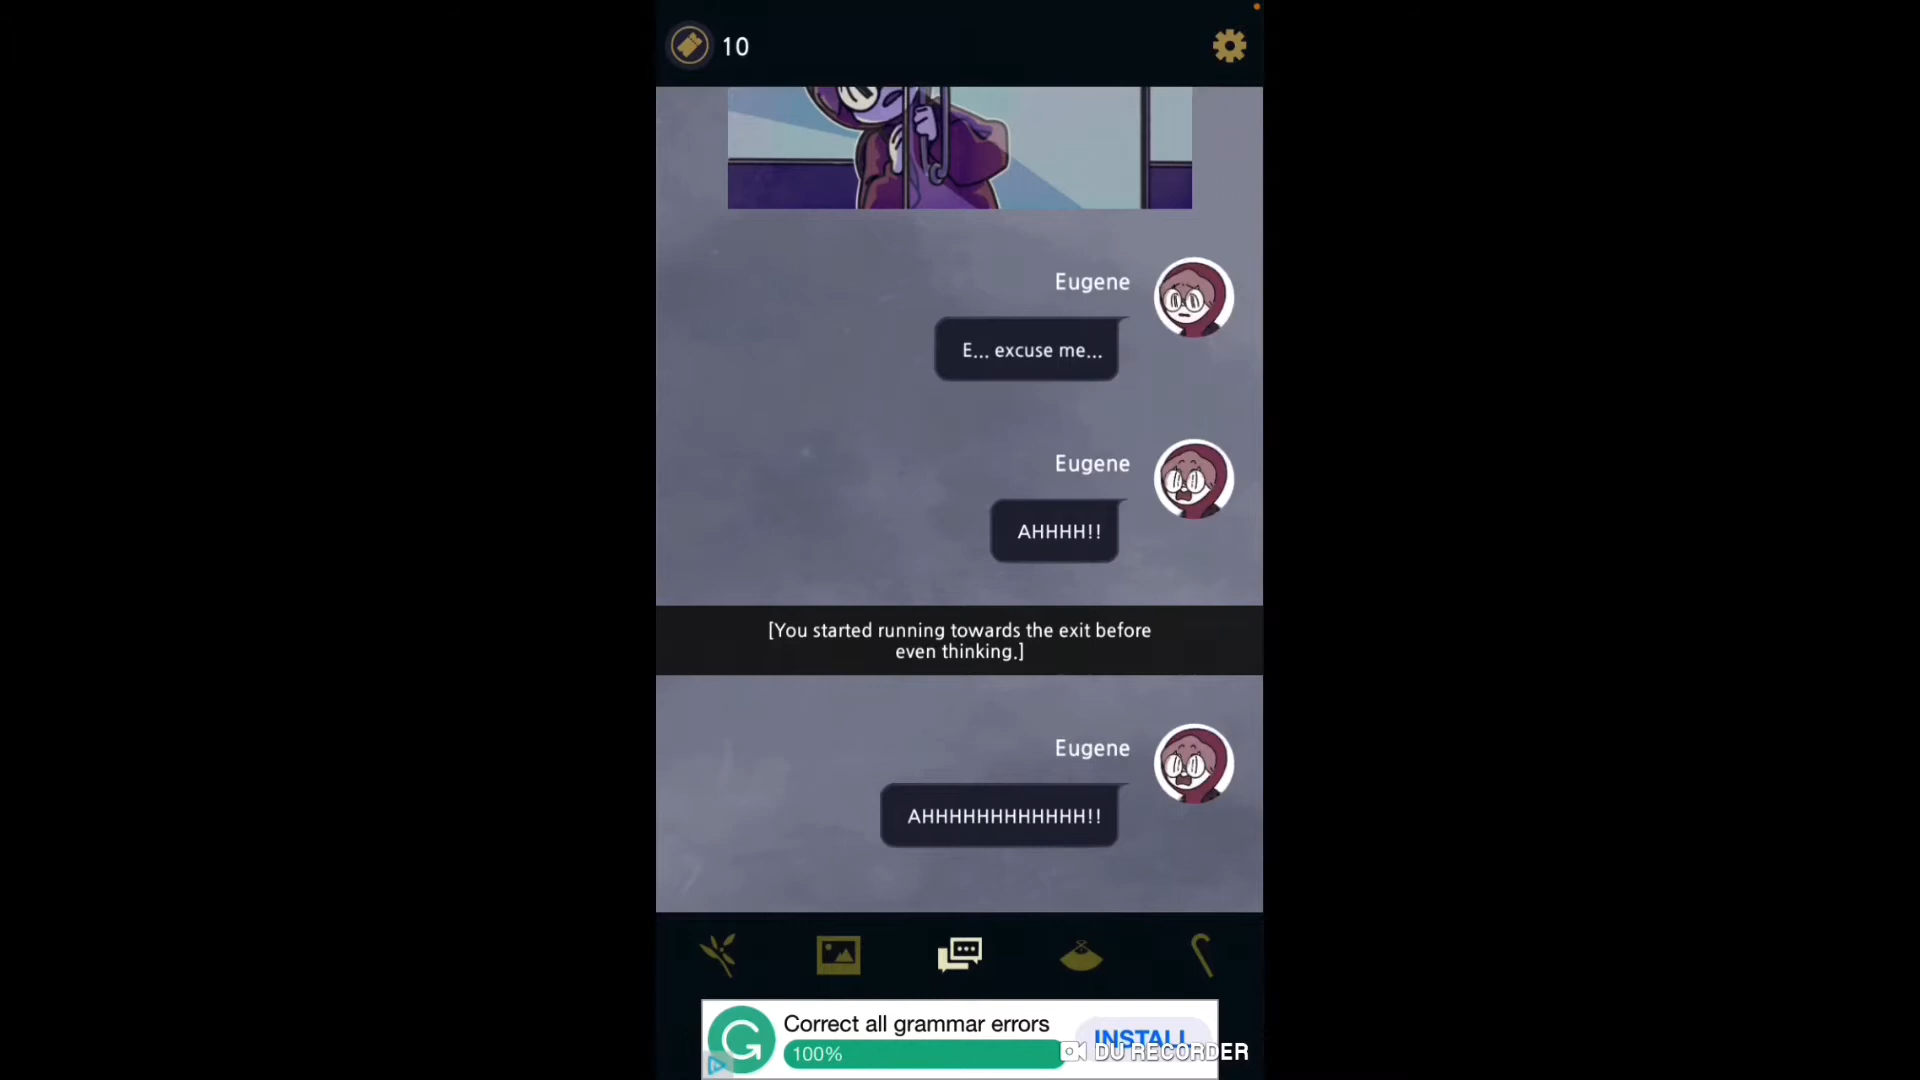 10
Eugene
E... excuse me...
Eugene
AHHHH!!
[You started running towards the exit before
even thinking.]
Eugene
AHHHHHHHHHHHHH!!
Correct all grammar errors
100%
INSTALL
DU RECORDER